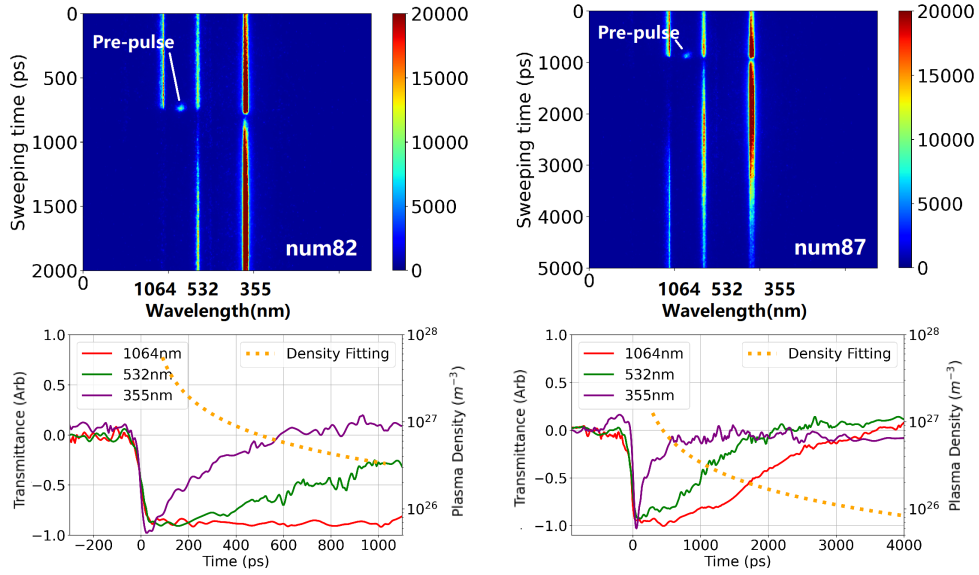 0
500
1000
1500
2000
Sweeping time (ps)
Pre-pulse
num82
0
1064
532
355
Wavelength(nm)
20000
15000
10000
5000
0
0
1000
2000
3000
4000
5000
Sweeping time (ps)
Pre-pulse
num87
0
1064
532
355
Wavelength(nm)
20000
15000
10000
5000
0
1.0
0.5
0.0
−0.5
−1.0
Transmittance (Arb)
1064nm
532nm
355nm
Density Fitting
10^28
10^27
10^26
Plasma Density (m^−3)
−200 0 200 400 600 800 1000
Time (ps)
1.0
0.5
0.0
−0.5
−1.0
Transmittance (Arb)
1064nm
532nm
355nm
Density Fitting
10^28
10^27
10^26
Plasma Density (m^−3)
0 1000 2000 3000 4000
Time (ps)